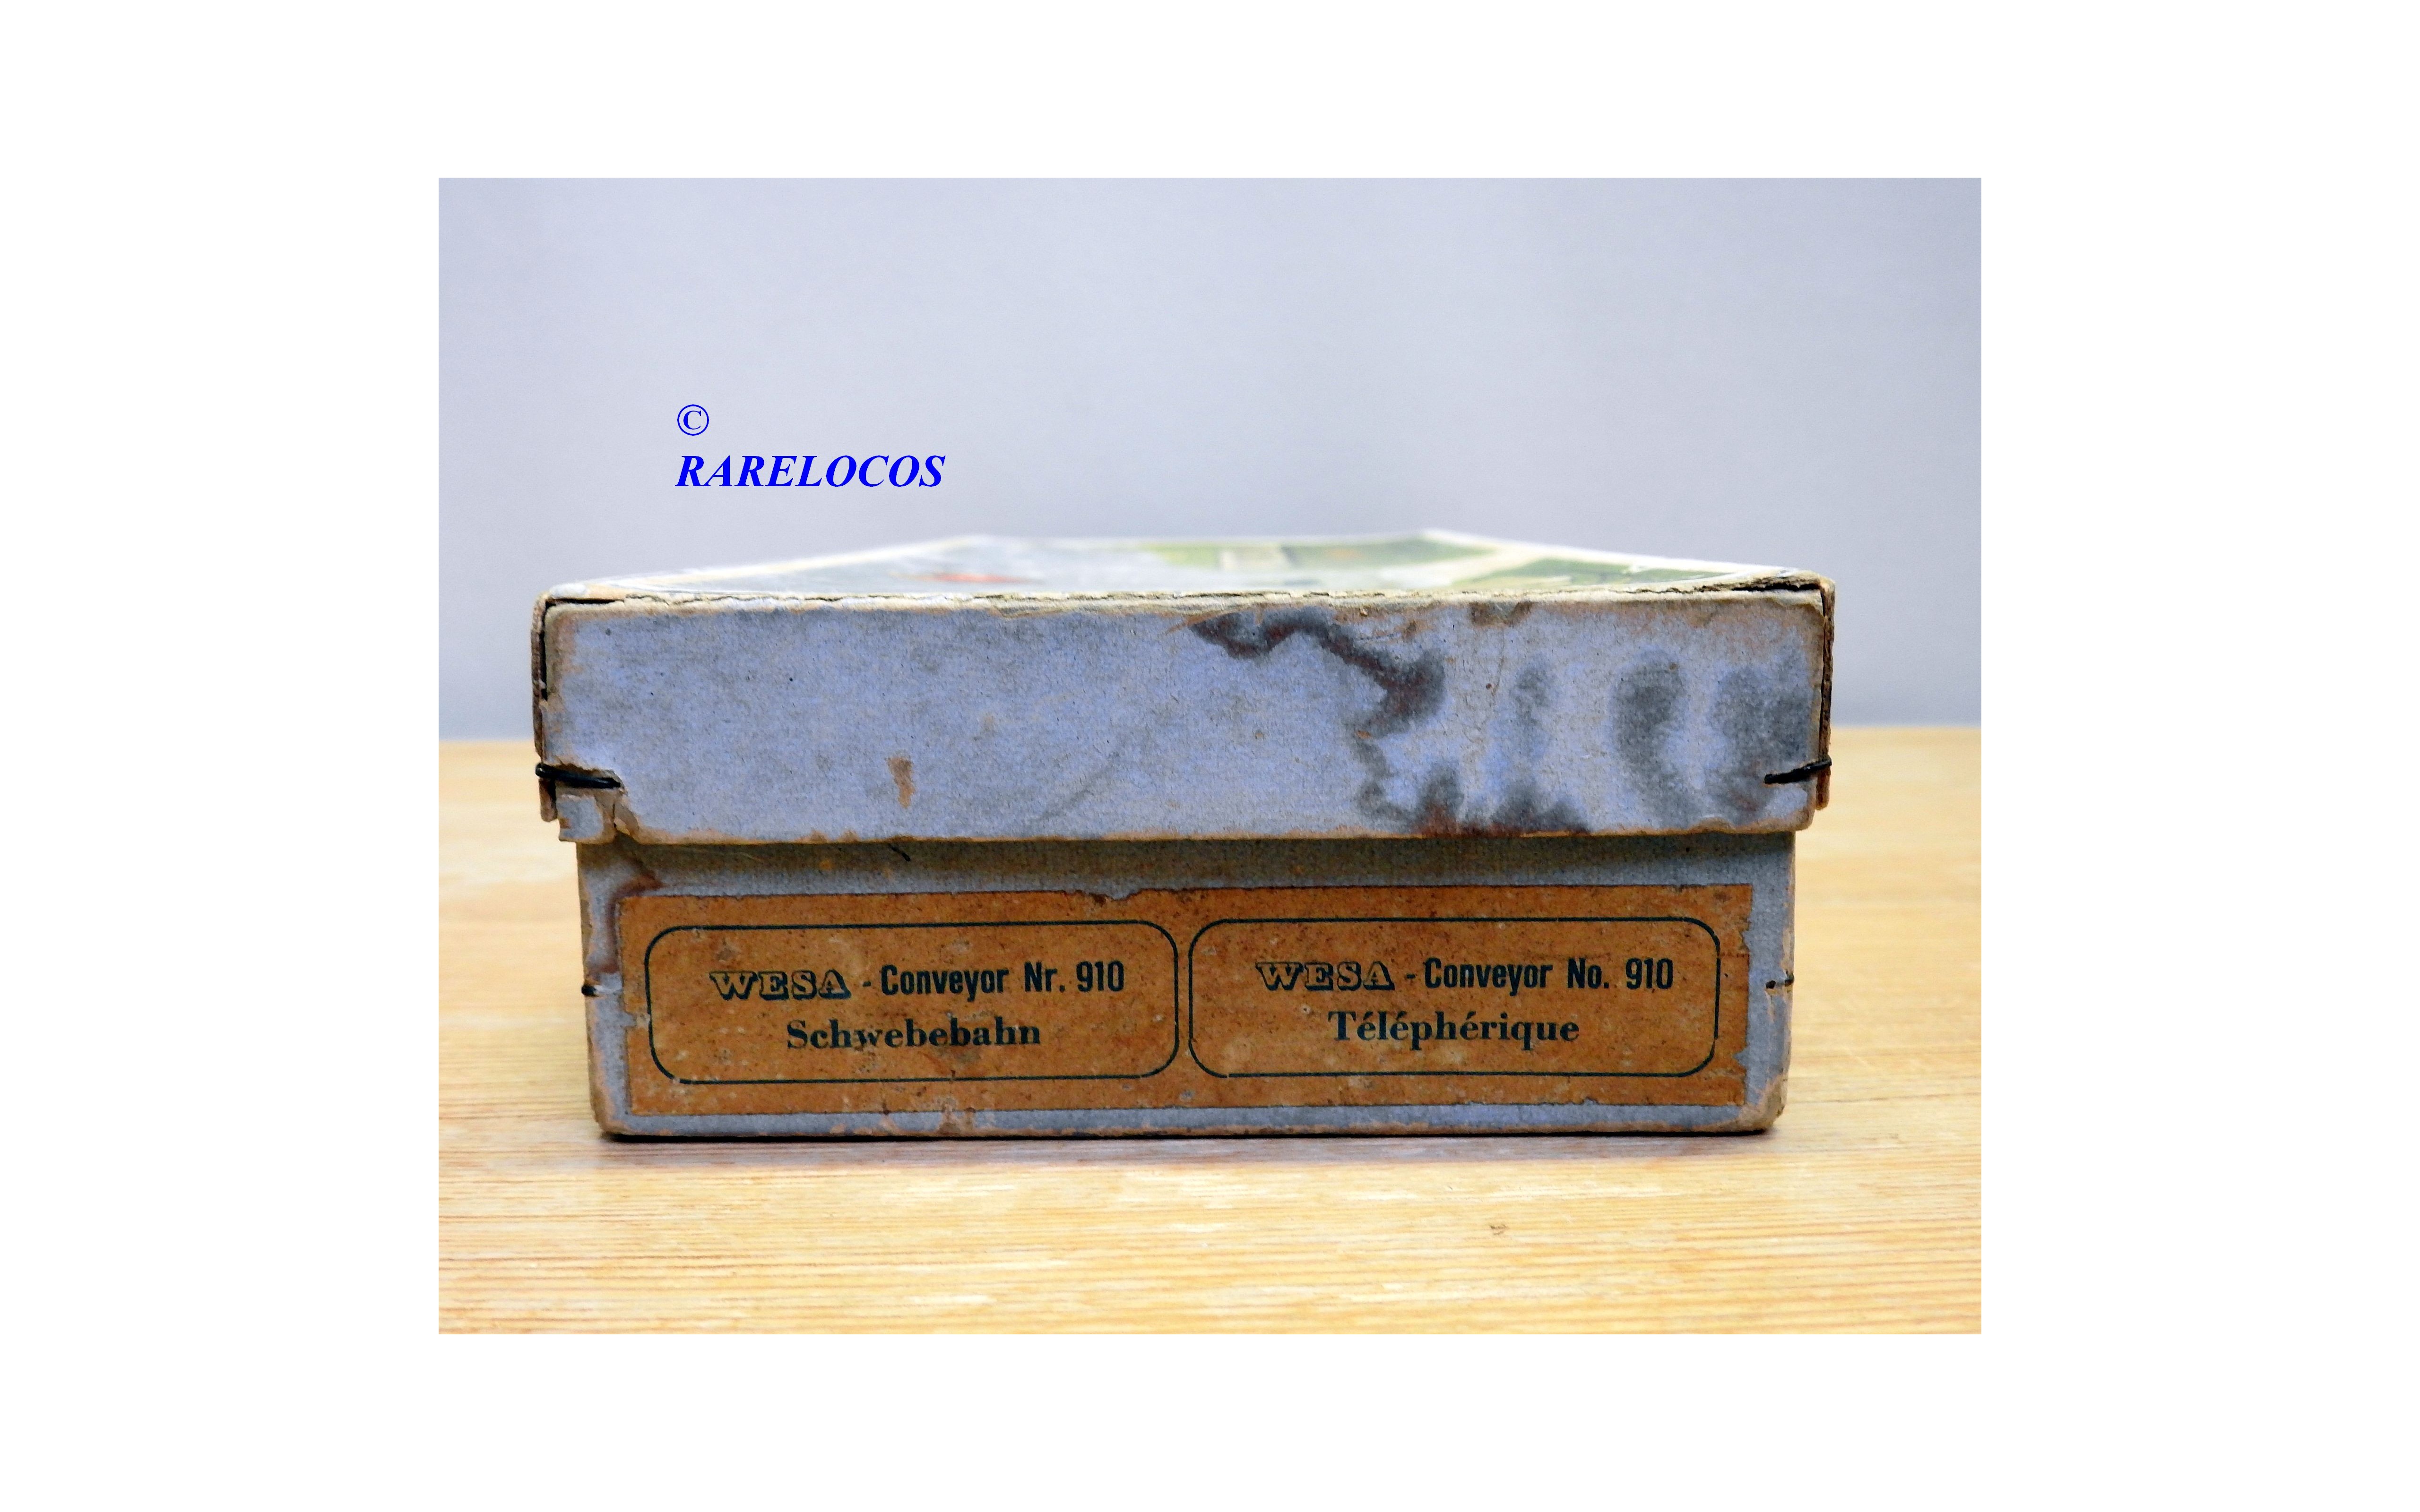 ©
RARELOCOS
WESA - Conveyor Nr. 910
Schwebebahn
WESA - Conveyor No. 910
Téléphérique